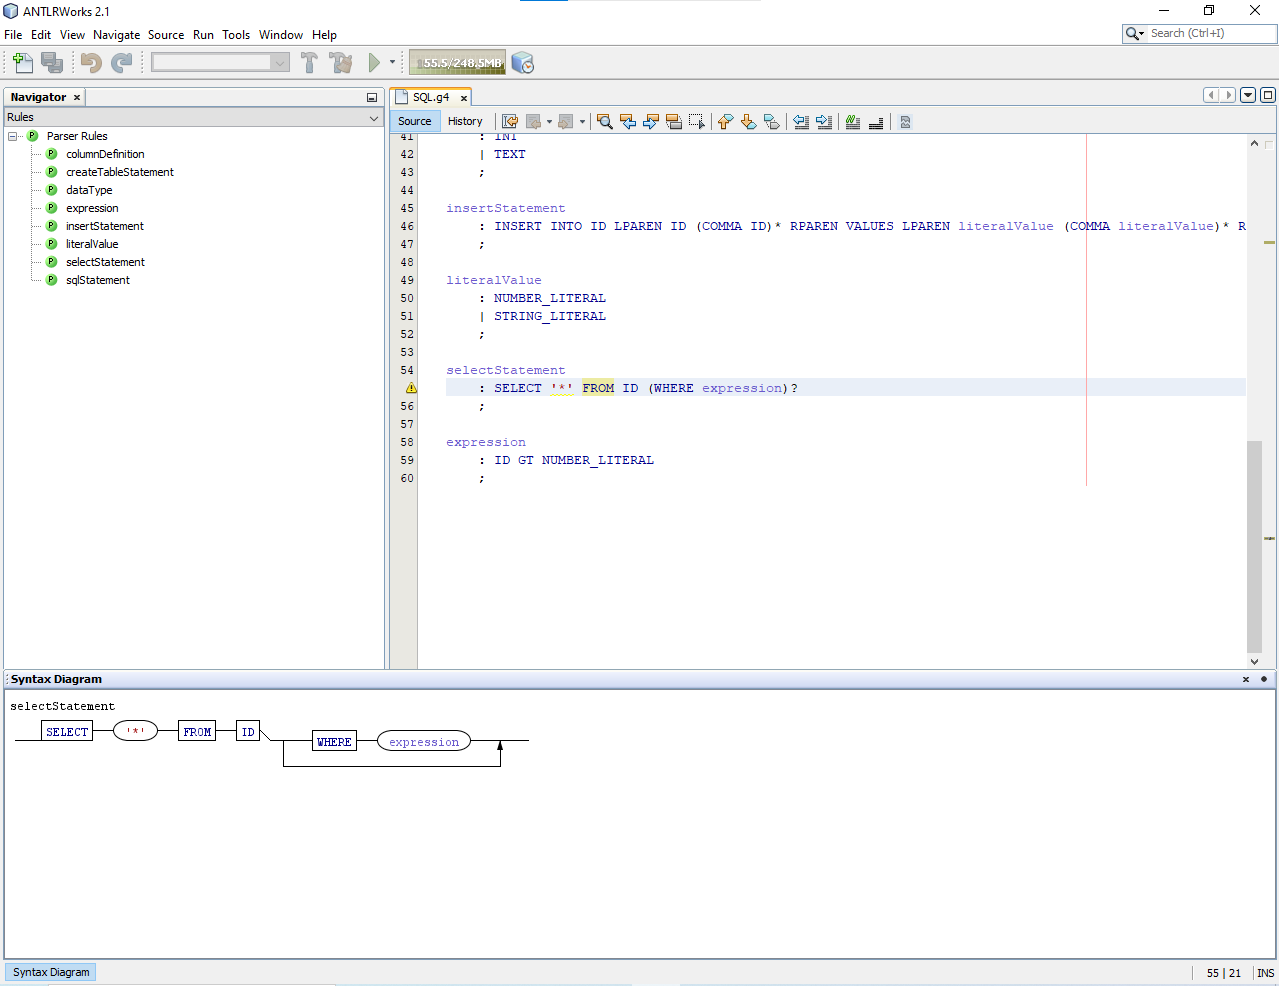 ANTLRWorks 2.1
File Edit View Navigate Source Run Tools Window Help
Search (Ctrl+I)
55.5/248.5MB
Navigator
Rules
Parser Rules
columnDefinition
createTableStatement
dataType
expression
insertStatement
literalValue
selectStatement
sqlStatement
SQL.g4
Source History
41 : INT
42 | TEXT
43 ;
44
45 insertStatement
46 : INSERT INTO ID LPAREN ID (COMMA ID)* RPAREN VALUES LPAREN literalValue (COMMA literalValue)* R
47 ;
48
49 literalValue
50 : NUMBER_LITERAL
51 | STRING_LITERAL
52 ;
53
54 selectStatement
: SELECT '*' FROM ID (WHERE expression)?
56 ;
57
58 expression
59 : ID GT NUMBER_LITERAL
60 ;
Syntax Diagram
selectStatement
SELECT '*' FROM ID
WHERE expression
Syntax Diagram
55 | 21 INS